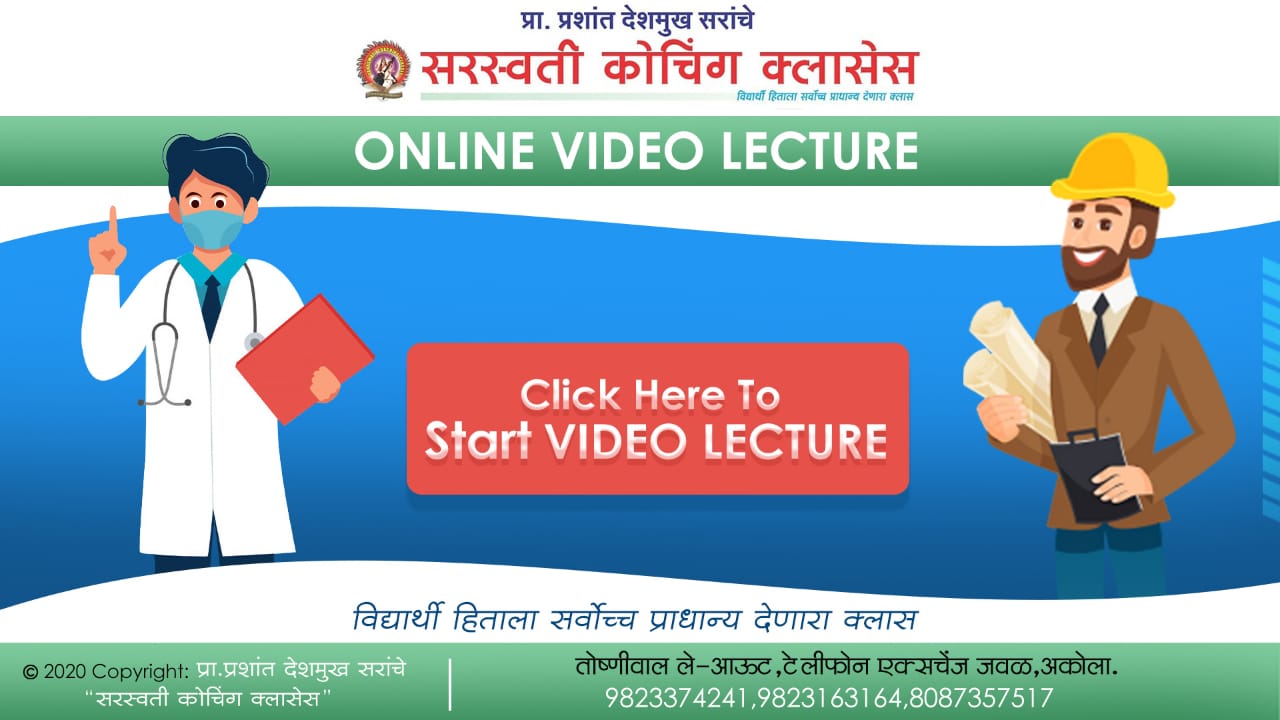 प्रा. प्रशांत देशमुख सरांचे
सरस्वती कोचिंग क्लासेस
विद्यार्थी हिताला सर्वोच्च प्राधान्य देणारा क्लास
ONLINE VIDEO LECTURE
Click Here To
Start VIDEO LECTURE
विद्यार्थी हिताला सर्वोच्च प्राधान्य देणारा क्लास
© 2020 Copyright: प्रा.प्रशांत देशमुख सरांचे
“सरस्वती कोचिंग क्लासेस”
तोष्णीवाल ले-आऊट,टेलीफोन एक्सचेंज जवळ,अकोला.
9823374241,9823163164,8087357517